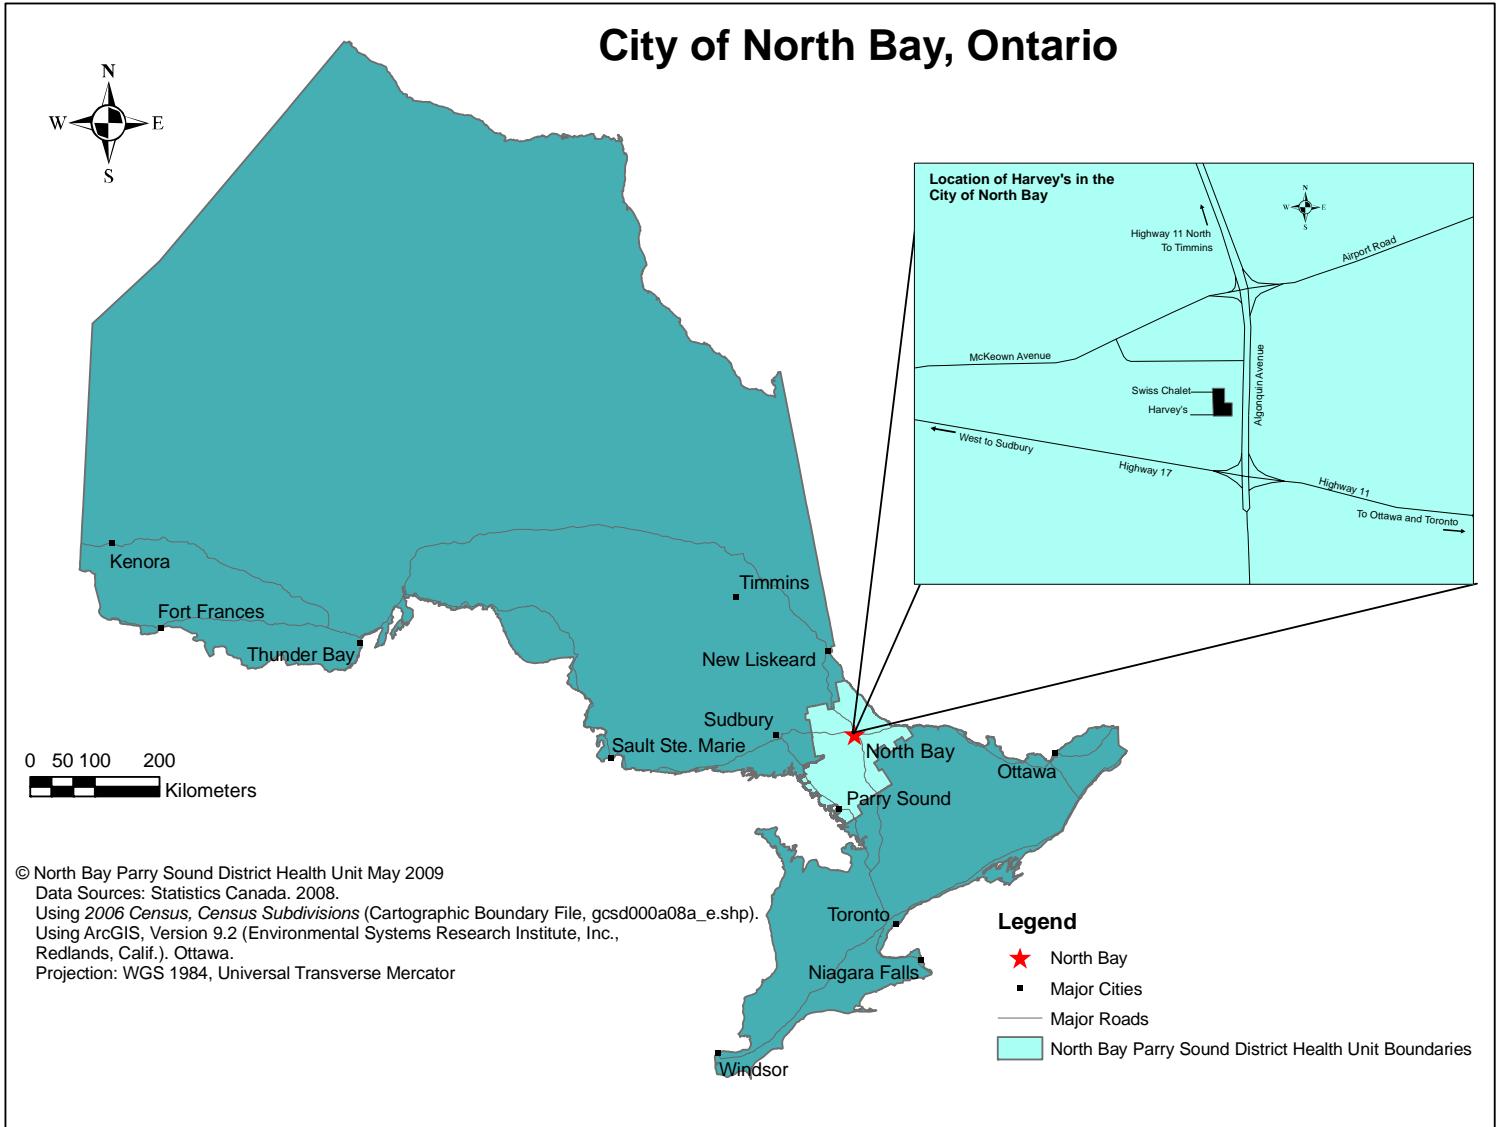 City of North Bay, Ontario
N
W
E
S
Location of Harvey's in the
City of North Bay
N
W
E
S
Highway 11 North
To Timmins
Airport Road
McKeown Avenue
Algonquin Avenue
Swiss Chalet
Harvey's
West to Sudbury
Highway 17
Highway 11
To Ottawa and Toronto
Kenora
Timmins
Fort Frances
Thunder Bay
New Liskeard
Sudbury
Sault Ste. Marie
North Bay
Ottawa
Parry Sound
Toronto
Niagara Falls
Windsor
0 50 100 200
Kilometers
© North Bay Parry Sound District Health Unit May 2009
Data Sources: Statistics Canada. 2008.
Using 2006 Census, Census Subdivisions (Cartographic Boundary File, gcsd000a08a_e.shp).
Using ArcGIS, Version 9.2 (Environmental Systems Research Institute, Inc.,
Redlands, Calif.). Ottawa.
Projection: WGS 1984, Universal Transverse Mercator
Legend
North Bay
Major Cities
Major Roads
North Bay Parry Sound District Health Unit Boundaries